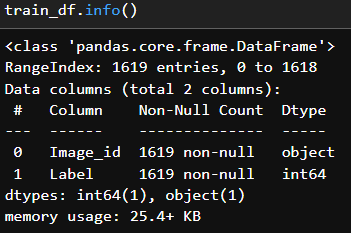 train_df.info()
<class 'pandas.core.frame.DataFrame'>
RangeIndex: 1619 entries, 0 to 1618
Data columns (total 2 columns):
 #   Column    Non-Null Count  Dtype
---  ------    --------------  -----
 0   Image_id  1619 non-null   object
 1   Label     1619 non-null   int64
dtypes: int64(1), object(1)
memory usage: 25.4+ KB